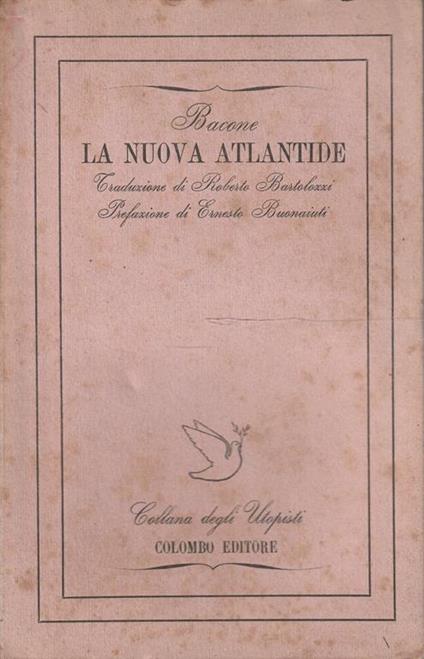 Bacone
LA NUOVA ATLANTIDE
Traduzione di Roberto Bartolozzi
Prefazione di Ernesto Buonaiuti
Collana degli Utopisti
COLOMBO EDITORE